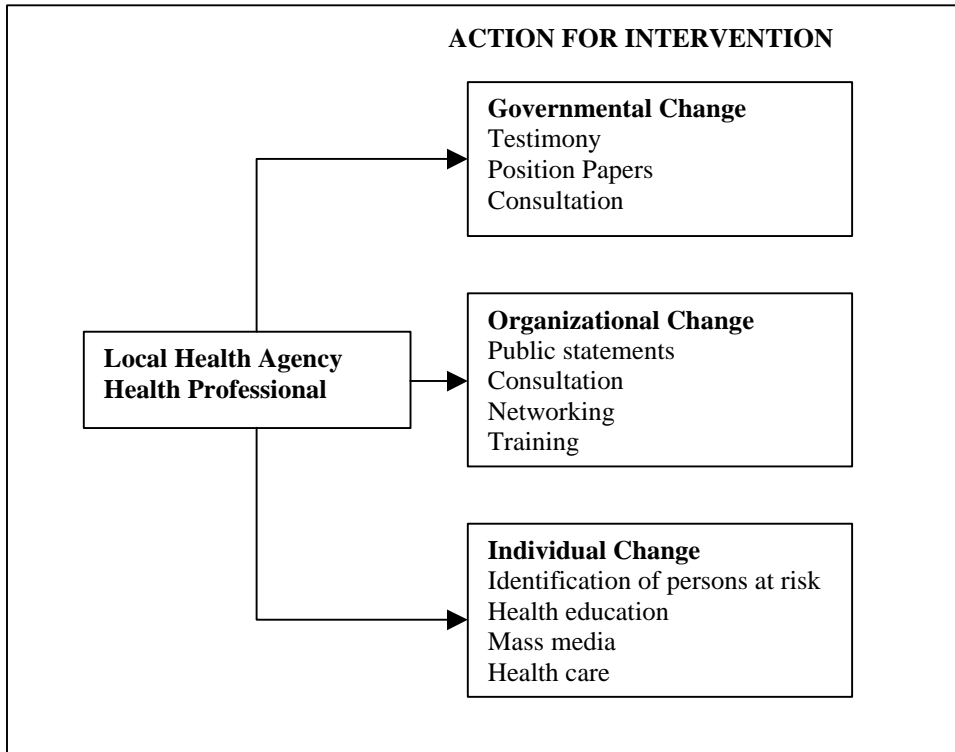 ACTION FOR INTERVENTION
Governmental Change
Testimony
Position Papers
Consultation
Local Health Agency
Health Professional
Organizational Change
Public statements
Consultation
Networking
Training
Individual Change
Identification of persons at risk
Health education
Mass media
Health care